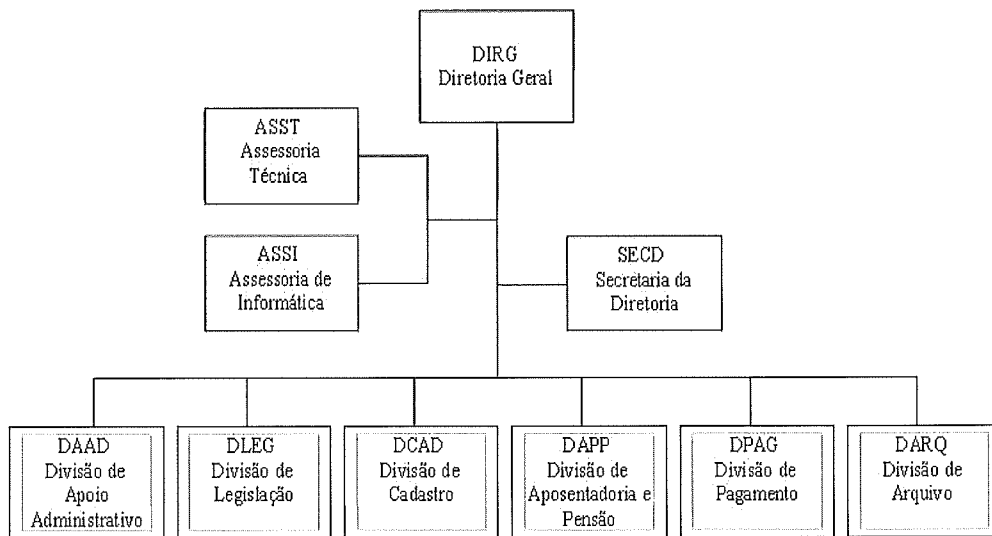 DIRG
Diretoria Geral
ASST
Assessoria
Técnica
ASSI
Assessoria de
Informática
SECD
Secretaria da
Diretoria
DAAD
Divisão de
Apoio
Administrativo
DLEG
Divisão de
Legislação
DCAD
Divisão de
Cadastro
DAPP
Divisão de
Aposentadoria e
Pensão
DPAG
Divisão de
Pagamento
DARQ
Divisão de
Arquivo